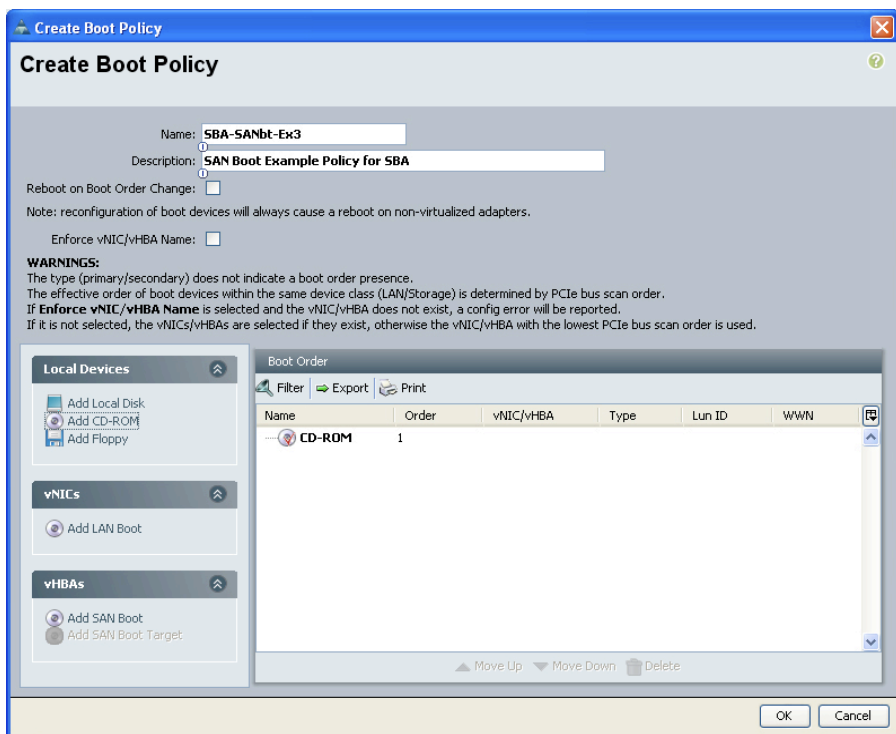 Create Boot Policy
Create Boot Policy
Name: SBA-SANbt-Ex3
Description: SAN Boot Example Policy for SBA
Reboot on Boot Order Change:
Note: reconfiguration of boot devices will always cause a reboot on non-virtualized adapters.
Enforce vNIC/vHBA Name:
WARNINGS:
The type (primary/secondary) does not indicate a boot order presence.
The effective order of boot devices within the same device class (LAN/Storage) is determined by PCIe bus scan order.
If Enforce vNIC/vHBA Name is selected and the vNIC/vHBA does not exist, a config error will be reported.
If it is not selected, the vNICs/vHBAs are selected if they exist, otherwise the vNIC/vHBA with the lowest PCIe bus scan order is used.
Local Devices
Add Local Disk
Add CD-ROM
Add Floppy
vNICs
Add LAN Boot
vHBAs
Add SAN Boot
Add SAN Boot Target
Boot Order
Filter Export Print
Name Order vNIC/vHBA Type Lun ID WWN
CD-ROM 1
Move Up Move Down Delete
OK Cancel